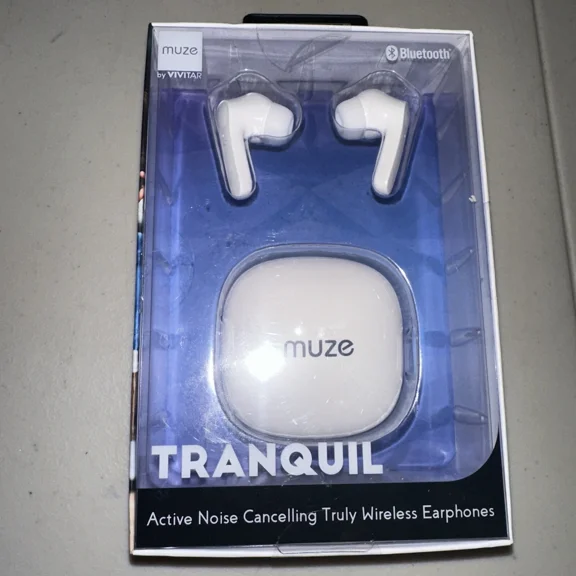 muze
by VIVITAR
Bluetooth
muze
TRANQUIL
Active Noise Cancelling Truly Wireless Earphones